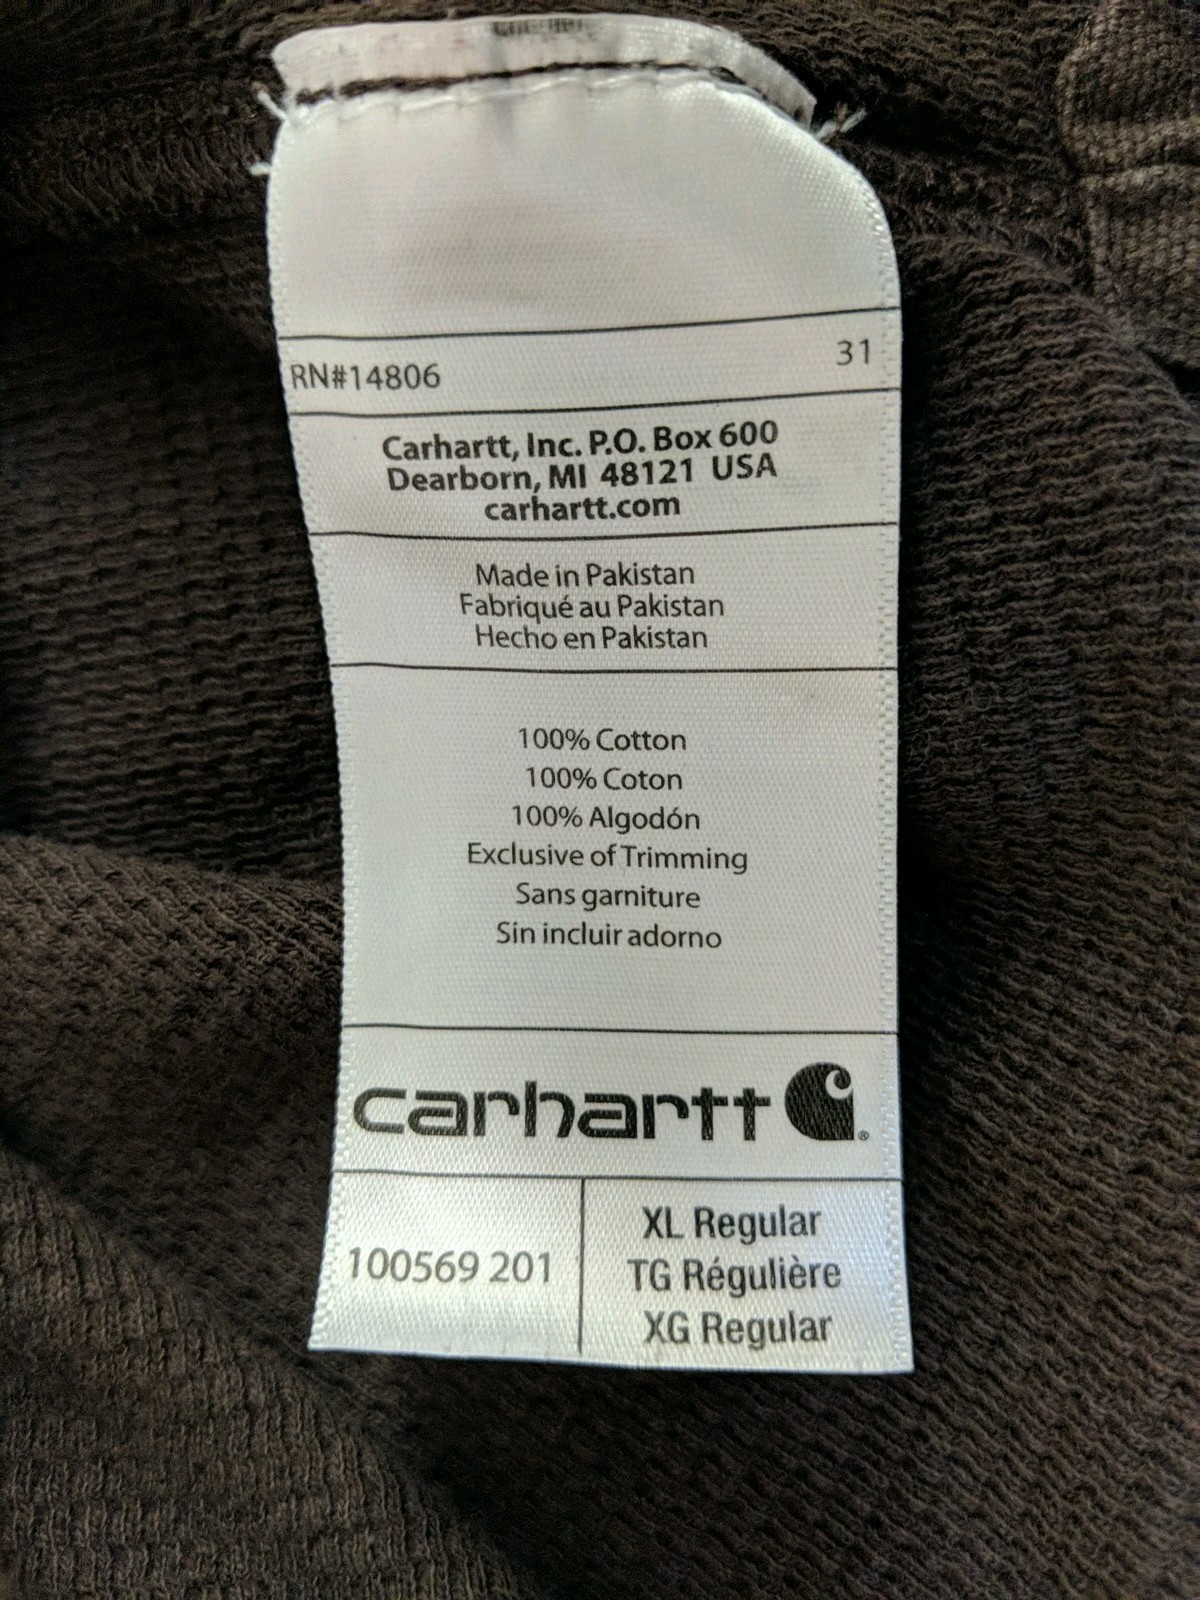 RN#14806 31
Carhartt, Inc. P.O. Box 600
Dearborn, MI 48121 USA
carhartt.com
Made in Pakistan
Fabriqué au Pakistan
Hecho en Pakistan
100% Cotton
100% Coton
100% Algodón
Exclusive of Trimming
Sans garniture
Sin incluir adorno
carhartt ®
100569 201
XL Regular
TG Régulière
XG Regular